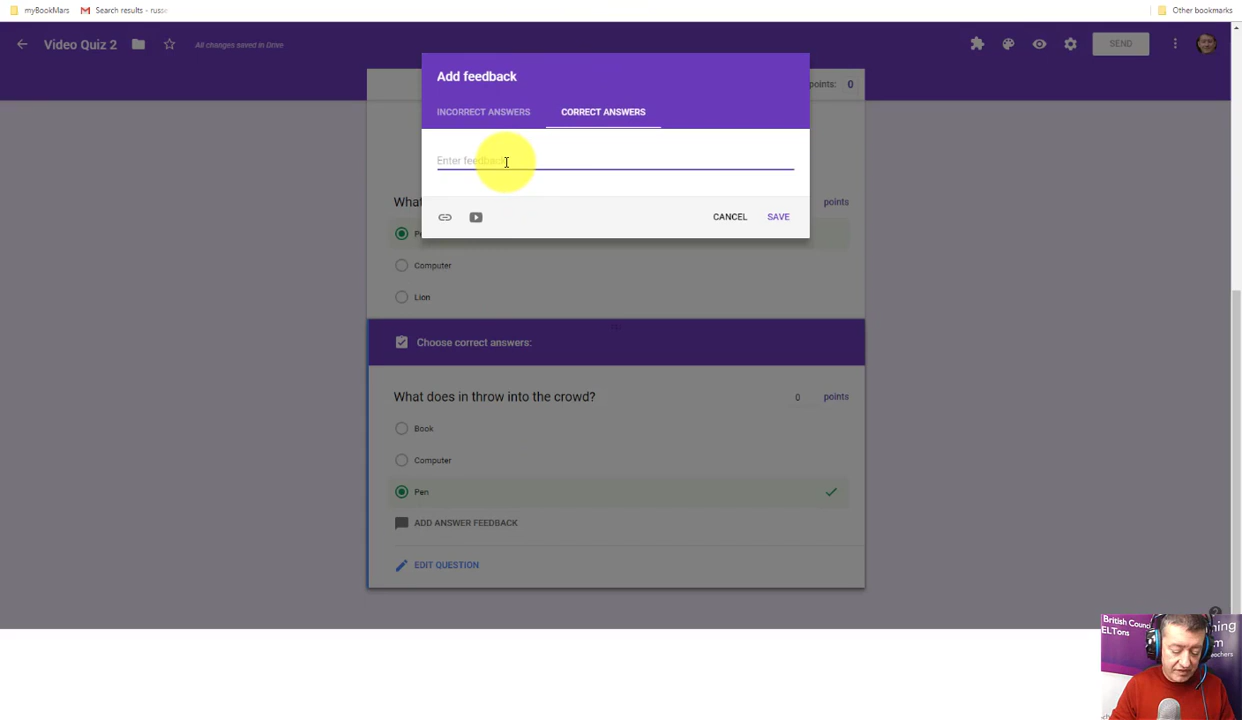 myBookMars
Search results - russ
Other bookmarks
Video Quiz 2
All changes saved in Drive
SEND
Add feedback
INCORRECT ANSWERS
CORRECT ANSWERS
points: 0
Enter feedback
CANCEL
SAVE
points
Computer
Lion
Choose correct answers:
What does in throw into the crowd?
0
points
Book
Computer
Pen
ADD ANSWER FEEDBACK
EDIT QUESTION
British Council
ELTons